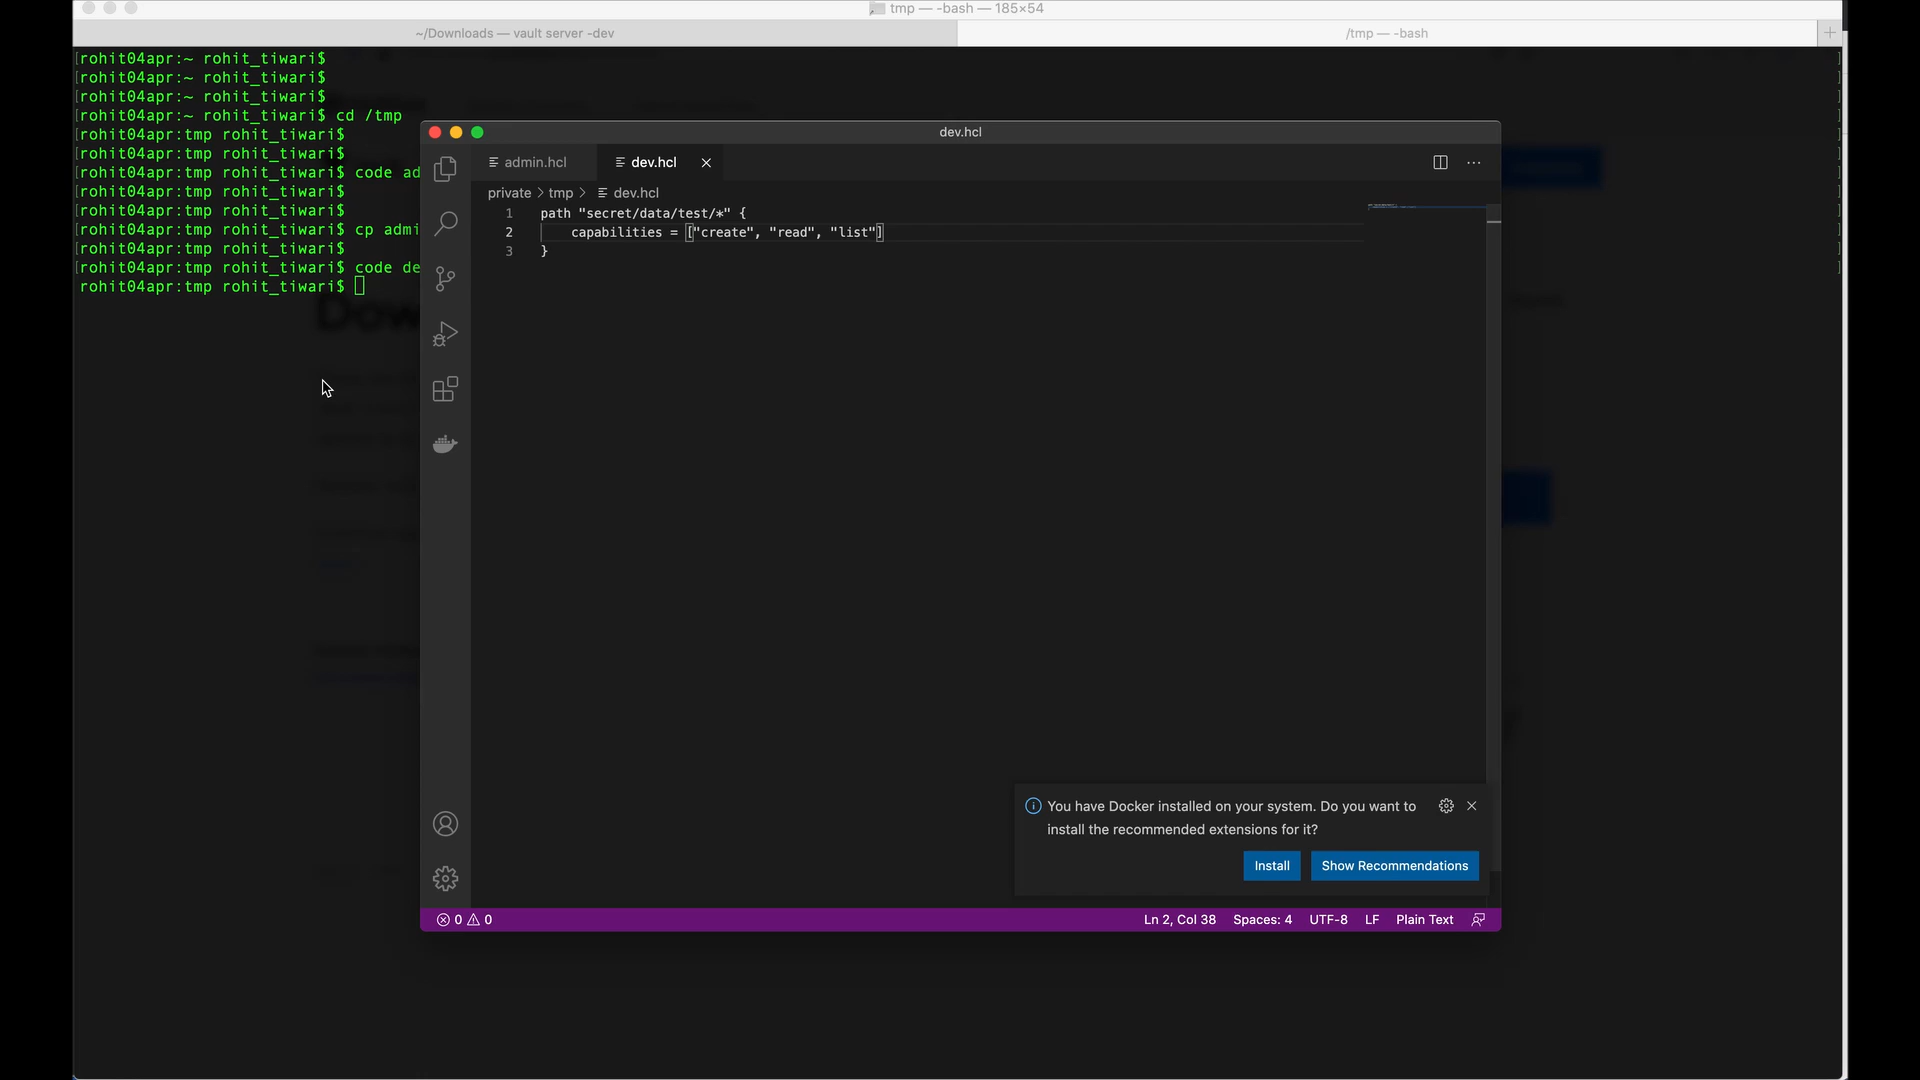 tmp — -bash — 185×54
~/Downloads — vault server -dev
/tmp — -bash
[rohit04apr:~ rohit_tiwari$
[rohit04apr:~ rohit_tiwari$
[rohit04apr:~ rohit_tiwari$
[rohit04apr:~ rohit_tiwari$ cd /tmp
[rohit04apr:tmp rohit_tiwari$
[rohit04apr:tmp rohit_tiwari$
[rohit04apr:tmp rohit_tiwari$ code ad
[rohit04apr:tmp rohit_tiwari$
[rohit04apr:tmp rohit_tiwari$
[rohit04apr:tmp rohit_tiwari$ cp admi
[rohit04apr:tmp rohit_tiwari$
[rohit04apr:tmp rohit_tiwari$ code de
rohit04apr:tmp rohit_tiwari$
dev.hcl
admin.hcl
dev.hcl
private > tmp > dev.hcl
1 path "secret/data/test/*" {
2 capabilities = ["create", "read", "list"]
3 }
You have Docker installed on your system. Do you want to
install the recommended extensions for it?
Install
Show Recommendations
0 0
Ln 2, Col 38 Spaces: 4 UTF-8 LF Plain Text